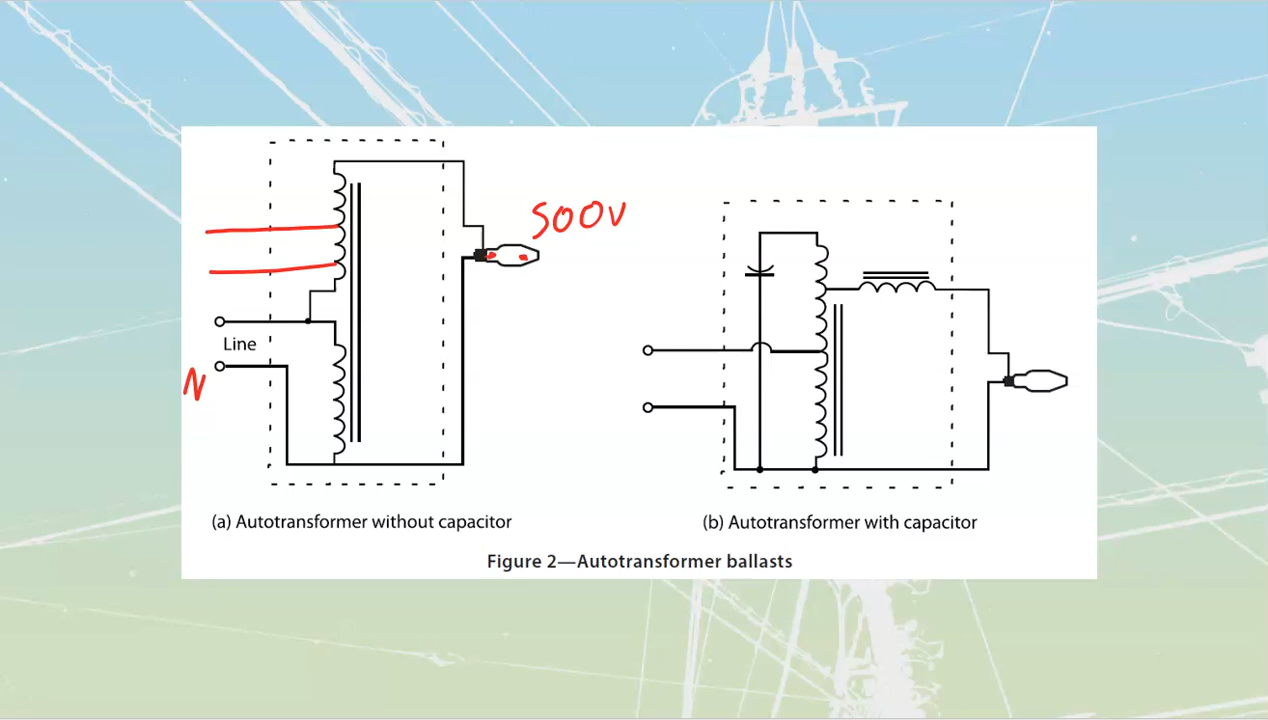 500V
Line
N
(a) Autotransformer without capacitor
(b) Autotransformer with capacitor
Figure 2—Autotransformer ballasts